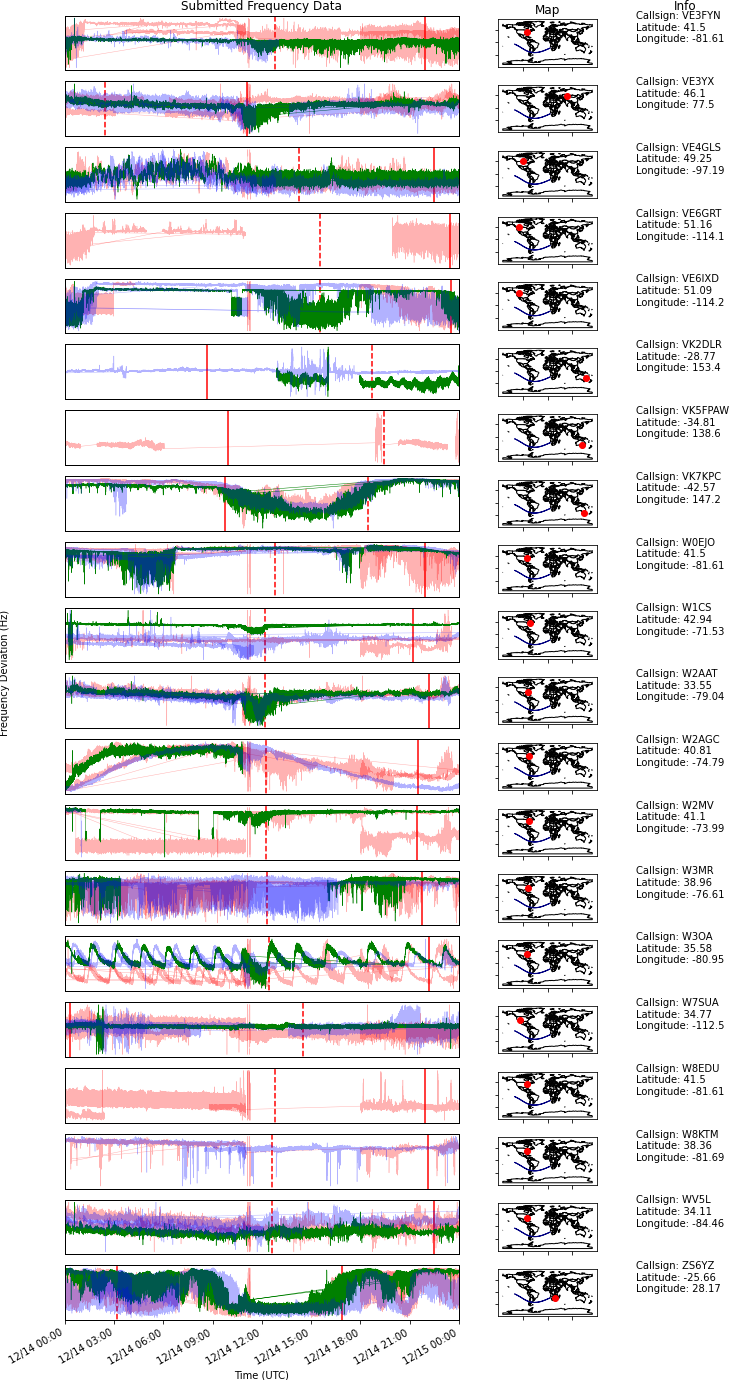 Submitted Frequency Data
Map
Info
Callsign: VE3FYN
Latitude: 41.5
Longitude: -81.61
Callsign: VE3YX
Latitude: 46.1
Longitude: 77.5
Callsign: VE4GLS
Latitude: 49.25
Longitude: -97.19
Callsign: VE6GRT
Latitude: 51.16
Longitude: -114.1
Callsign: VE6IXD
Latitude: 51.09
Longitude: -114.2
Callsign: VK2DLR
Latitude: -28.77
Longitude: 153.4
Callsign: VK5FPAW
Latitude: -34.81
Longitude: 138.6
Callsign: VK7KPC
Latitude: -42.57
Longitude: 147.2
Callsign: W0EJO
Latitude: 41.5
Longitude: -81.61
Callsign: W1CS
Latitude: 42.94
Longitude: -71.53
Callsign: W2AAT
Latitude: 33.55
Longitude: -79.04
Callsign: W2AGC
Latitude: 40.81
Longitude: -74.79
Callsign: W2MV
Latitude: 41.1
Longitude: -73.99
Callsign: W3MR
Latitude: 38.96
Longitude: -76.61
Callsign: W3OA
Latitude: 35.58
Longitude: -80.95
Callsign: W7SUA
Latitude: 34.77
Longitude: -112.5
Callsign: W8EDU
Latitude: 41.5
Longitude: -81.61
Callsign: W8KTM
Latitude: 38.36
Longitude: -81.69
Callsign: WV5L
Latitude: 34.11
Longitude: -84.46
Callsign: ZS6YZ
Latitude: -25.66
Longitude: 28.17
Frequency Deviation (Hz)
12/14 00:00
12/14 03:00
12/14 06:00
12/14 09:00
12/14 12:00
12/14 15:00
12/14 18:00
12/14 21:00
12/15 00:00
Time (UTC)